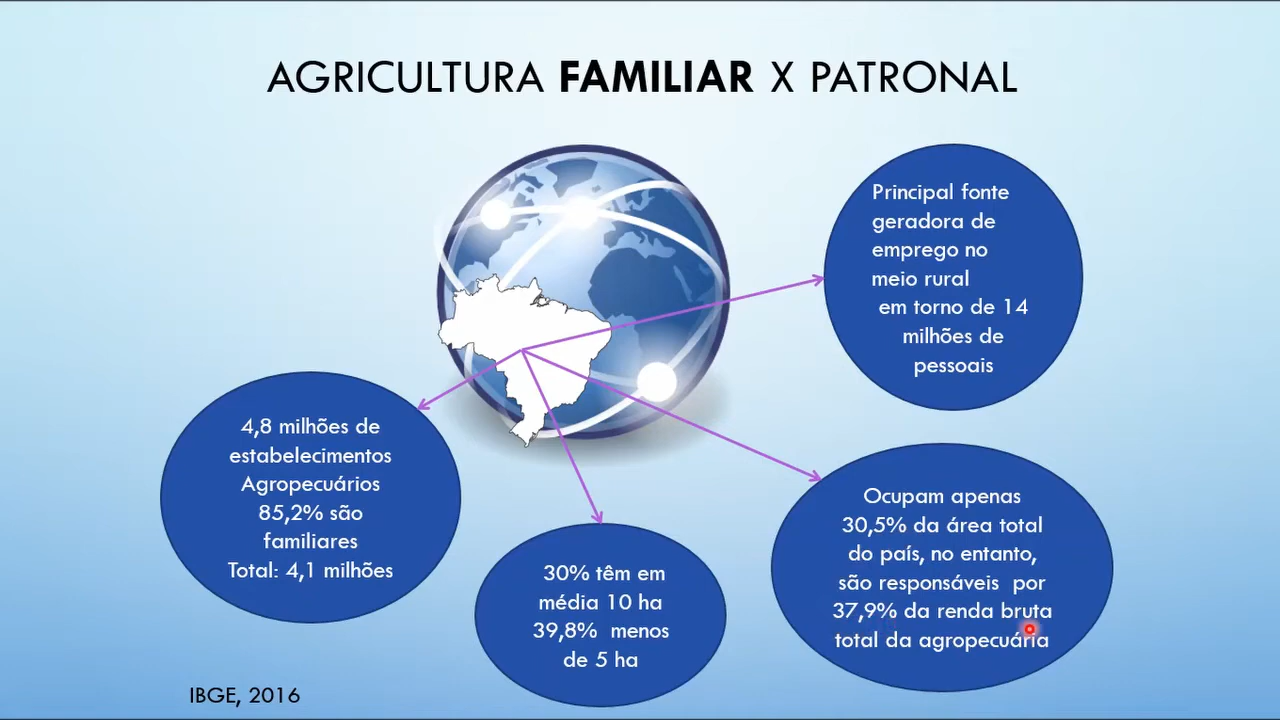 AGRICULTURA FAMILIAR X PATRONAL
Principal fonte
geradora de
emprego no
meio rural
em torno de 14
milhões de
pessoais
4,8 milhões de
estabelecimentos
Agropecuários
85,2% são
familiares
Total: 4,1 milhões
30% têm em
média 10 ha
39,8% menos
de 5 ha
Ocupam apenas
30,5% da área total
do país, no entanto,
são responsáveis por
37,9% da renda bruta
total da agropecuária
IBGE, 2016